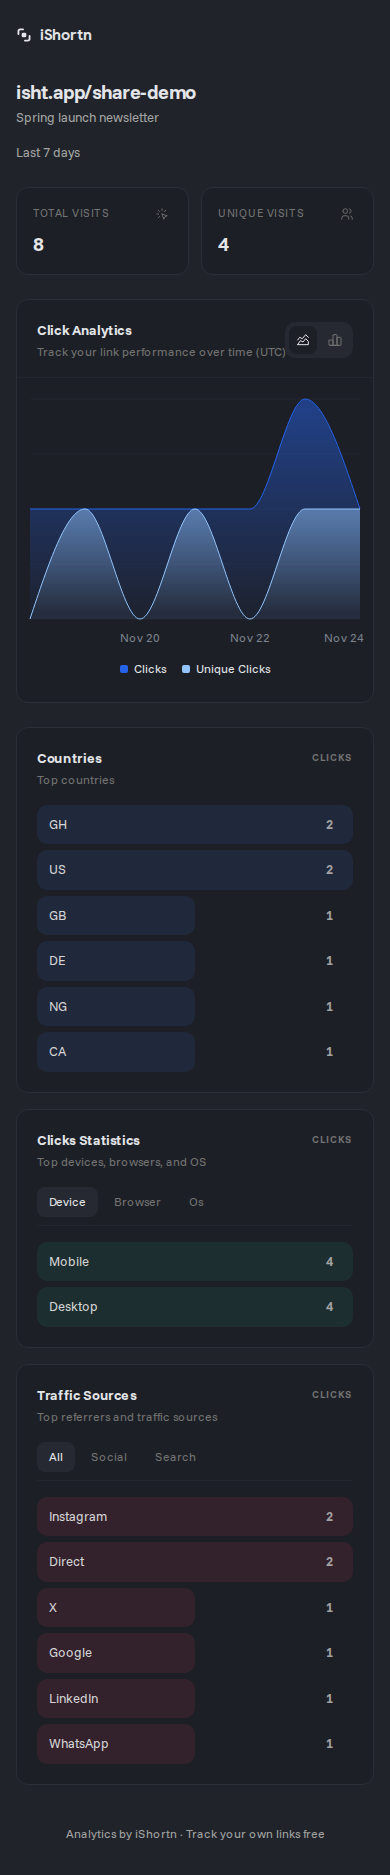 iShortn
isht.app/share-demo
Spring launch newsletter
Last 7 days
TOTAL VISITS
8
UNIQUE VISITS
4
Click Analytics
Track your link performance over time (UTC)
Nov 20 Nov 22 Nov 24
Clicks Unique Clicks
Countries CLICKS
Top countries
GH 2
US 2
GB 1
DE 1
NG 1
CA 1
Clicks Statistics CLICKS
Top devices, browsers, and OS
Device Browser Os
Mobile 4
Desktop 4
Traffic Sources CLICKS
Top referrers and traffic sources
All Social Search
Instagram 2
Direct 2
X 1
Google 1
LinkedIn 1
WhatsApp 1
Analytics by iShortn · Track your own links free